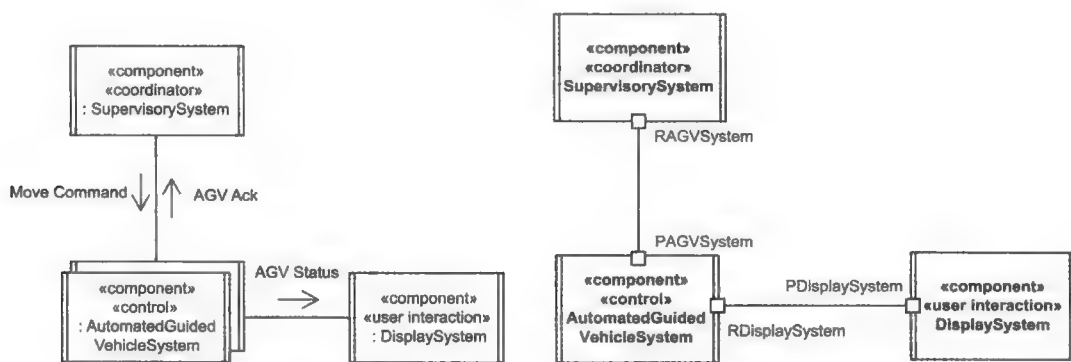 «component»
«coordinator»
: SupervisorySystem
Move Command
AGV Ack
«component»
«control»
: AutomatedGuided
VehicleSystem
AGV Status
«component»
«user interaction»
: DisplaySystem
«component»
«coordinator»
SupervisorySystem
RAGVSystem
PAGVSystem
«component»
«control»
AutomatedGuided
VehicleSystem
PDisplaySystem
RDisplaySystem
«component»
«user interaction»
DisplaySystem